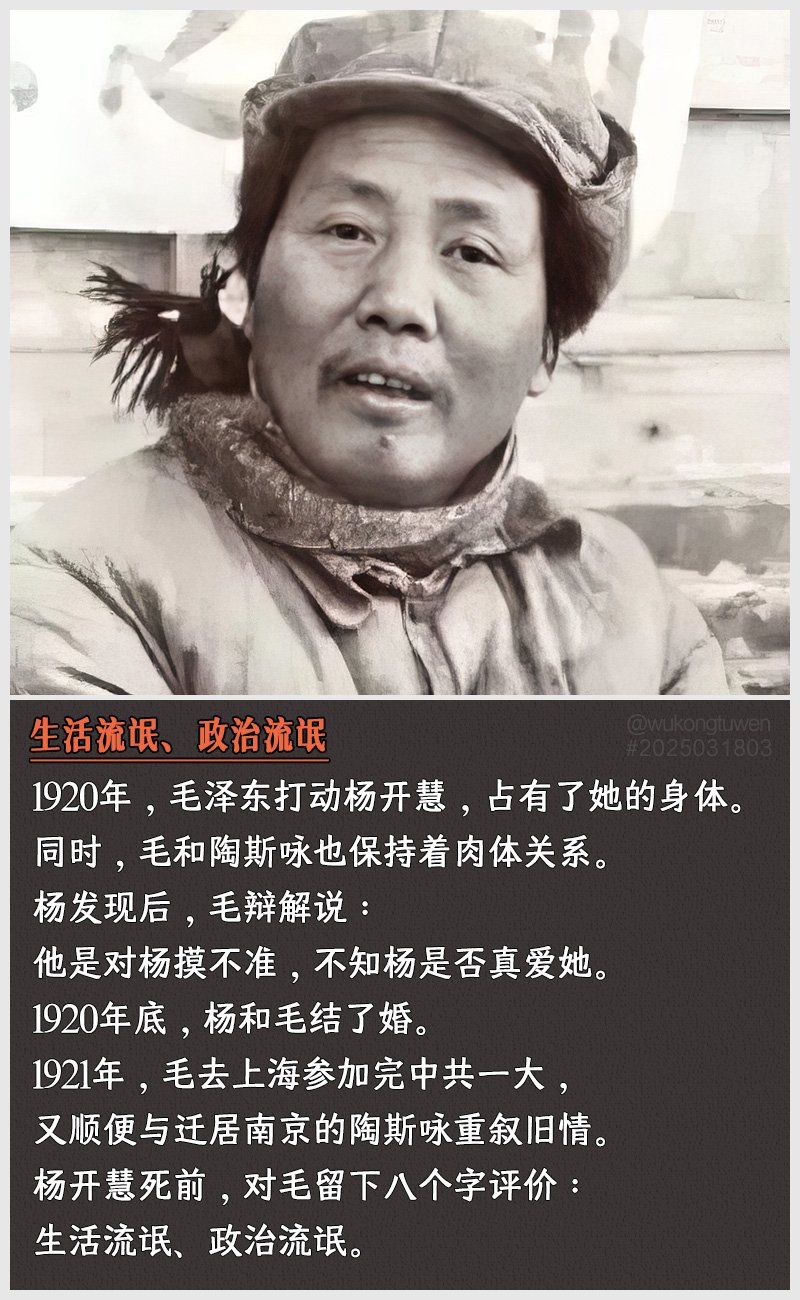 生活流氓、政治流氓
@wukongtuwen
#2025031803
1920年，毛泽东打动杨开慧，占有了她的身体。
同时，毛和陶斯咏也保持着肉体关系。
杨发现后，毛辩解说：
他是对杨摸不准，不知杨是否真爱她。
1920年底，杨和毛结了婚。
1921年，毛去上海参加完中共一大，
又顺便与迁居南京的陶斯咏重叙旧情。
杨开慧死前，对毛留下八个字评价：
生活流氓、政治流氓。